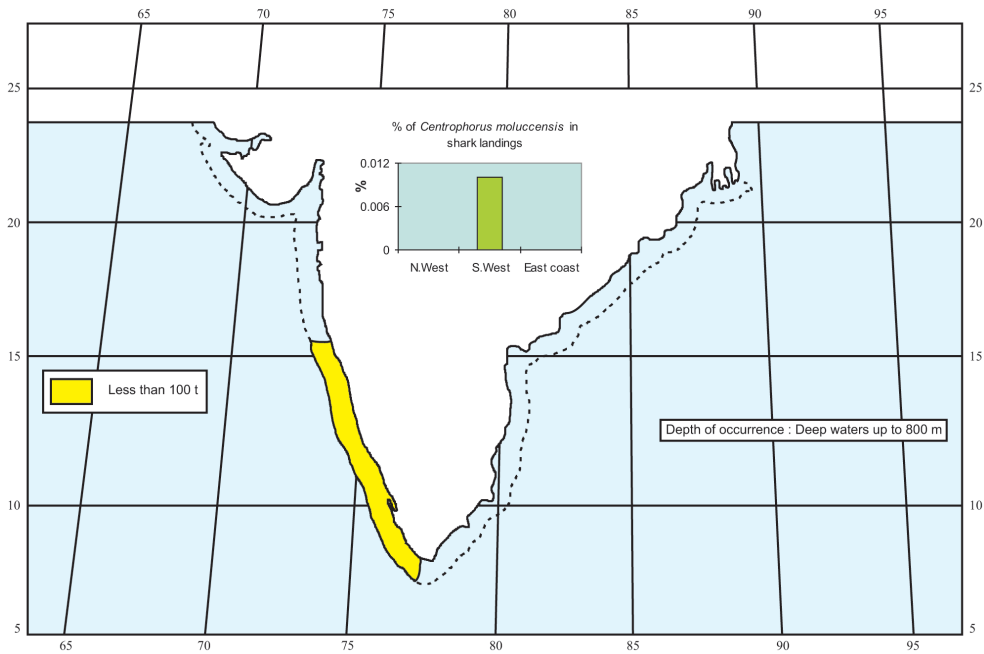 65 70 75 80 85 90 95
25 25
% of Centrophorus moluccensis in
shark landings
0.012
%
0.006
0
N.West S.West East coast
20 20
15 15
Less than 100 t
Depth of occurrence : Deep waters up to 800 m
10 10
5 5
65 70 75 80 85 90 95